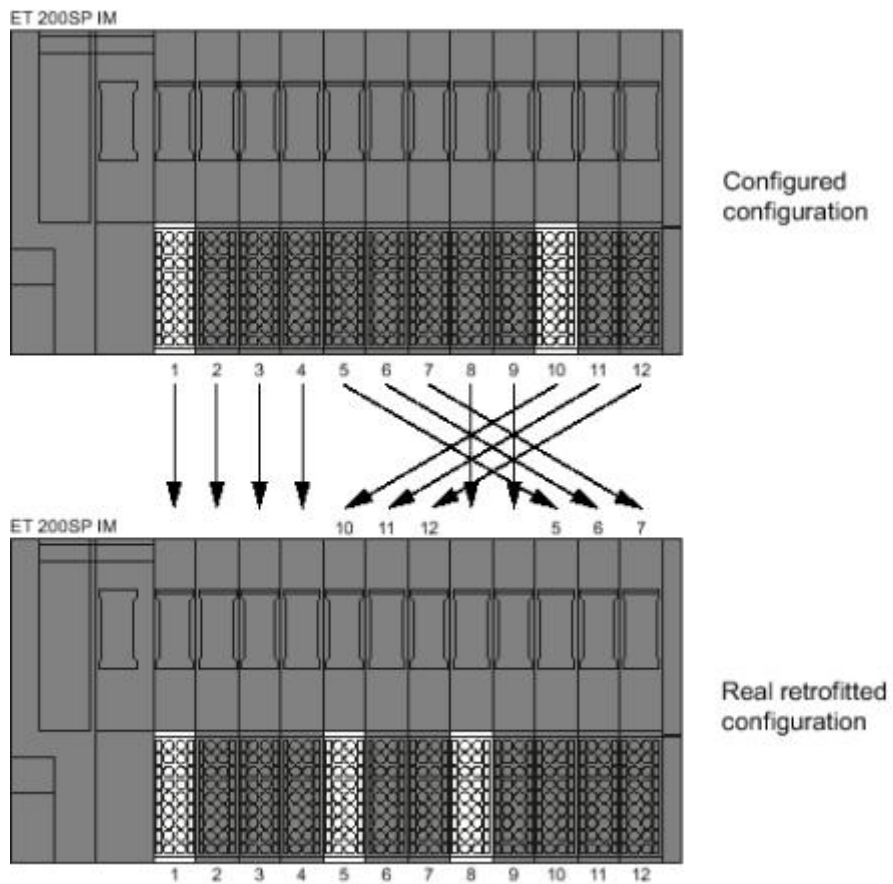 ET 200SP IM
Configured
configuration
1 2 3 4 5 6 7 8 9 10 11 12
ET 200SP IM
10 11 12 5 6 7
Real retrofitted
configuration
1 2 3 4 5 6 7 8 9 10 11 12